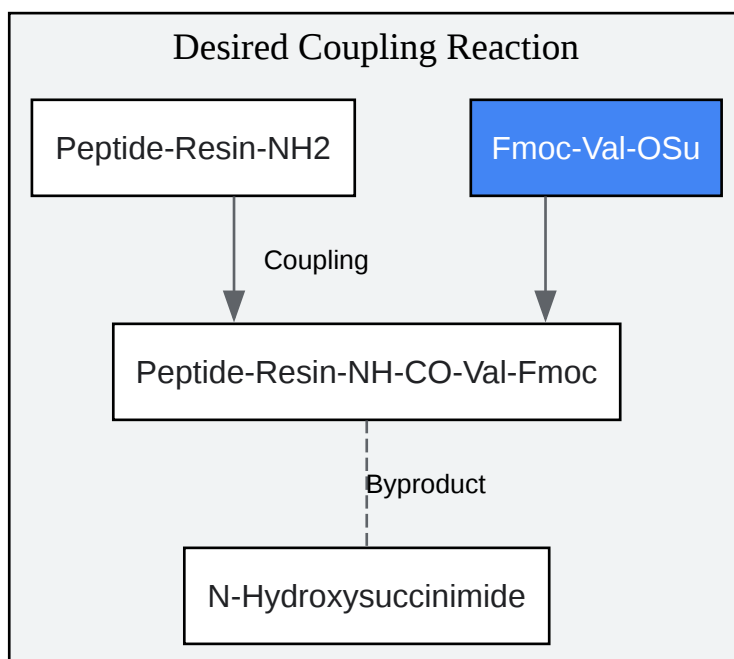 Desired Coupling Reaction
Peptide-Resin-NH2
Fmoc-Val-OSu
Coupling
Peptide-Resin-NH-CO-Val-Fmoc
Byproduct
N-Hydroxysuccinimide